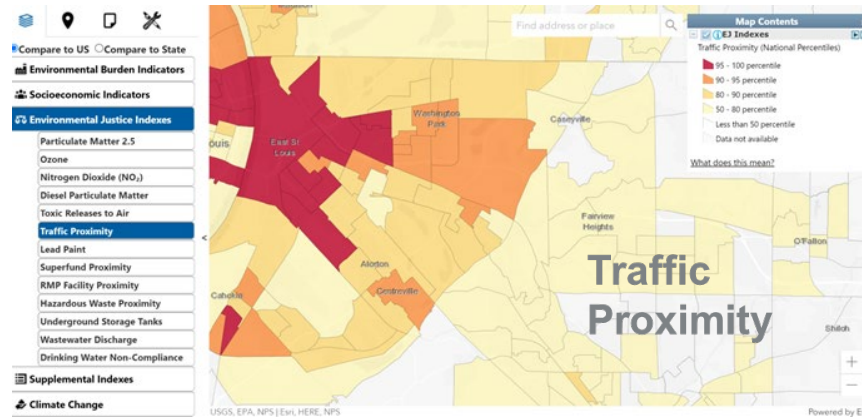 Compare to US Compare to State
Environmental Burden Indicators
Socioeconomic Indicators
Environmental Justice Indexes
Particulate Matter 2.5
Ozone
Nitrogen Dioxide (NO₂)
Diesel Particulate Matter
Toxic Releases to Air
Traffic Proximity
Lead Paint
Superfund Proximity
RMP Facility Proximity
Hazardous Waste Proximity
Underground Storage Tanks
Wastewater Discharge
Drinking Water Non-Compliance
Supplemental Indexes
Climate Change
<
Find address or place
Map Contents
EJ Indexes
Traffic Proximity (National Percentiles)
95 - 100 percentile
90 - 95 percentile
80 - 90 percentile
50 - 80 percentile
Less than 50 percentile
Data not available
What does this mean?
Washington
Park
Caseyville
ouis
East St
Louis
Fairview
Heights
O'Fallon
Alorton
Centreville
Cahokia
Shiloh
Traffic
Proximity
+
−
USGS, EPA, NPS | Esri, HERE, NPS
Powered by E